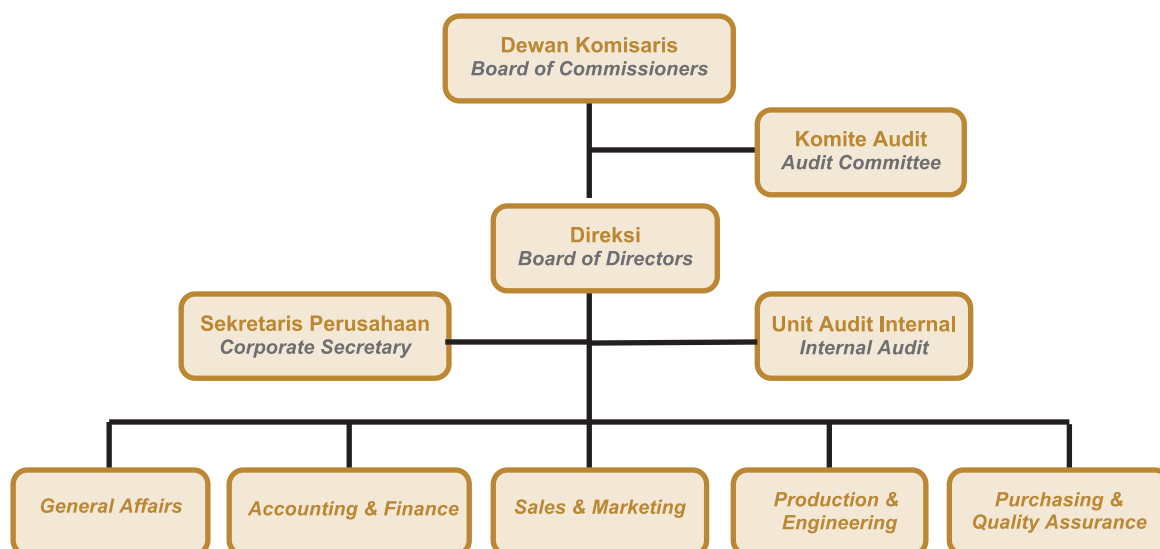 Dewan Komisaris
Board of Commissioners
Komite Audit
Audit Committee
Direksi
Board of Directors
Sekretaris Perusahaan
Corporate Secretary
Unit Audit Internal
Internal Audit
General Affairs
Accounting & Finance
Sales & Marketing
Production &
Engineering
Purchasing &
Quality Assurance